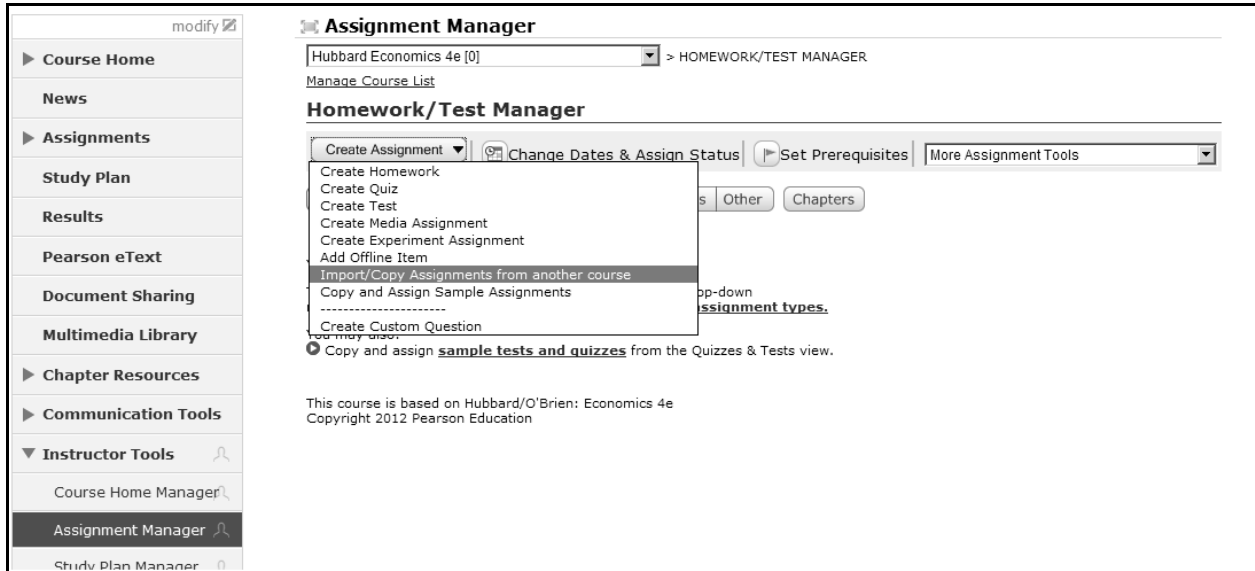 modify
Course Home
News
Assignments
Study Plan
Results
Pearson eText
Document Sharing
Multimedia Library
Chapter Resources
Communication Tools
Instructor Tools
Course Home Manager
Assignment Manager
Study Plan Manager
Assignment Manager
Hubbard Economics 4e [0] > HOMEWORK/TEST MANAGER
Manage Course List
Homework/Test Manager
Create Assignment Change Dates & Assign Status Set Prerequisites More Assignment Tools
Create Homework
Create Quiz
Create Test
s Other Chapters
Create Media Assignment
Create Experiment Assignment
Add Offline Item
Import/Copy Assignments from another course
Copy and Assign Sample Assignments op-down
---------------------- assignment types.
Create Custom Question
You may also:
Copy and assign sample tests and quizzes from the Quizzes & Tests view.
This course is based on Hubbard/O'Brien: Economics 4e
Copyright 2012 Pearson Education